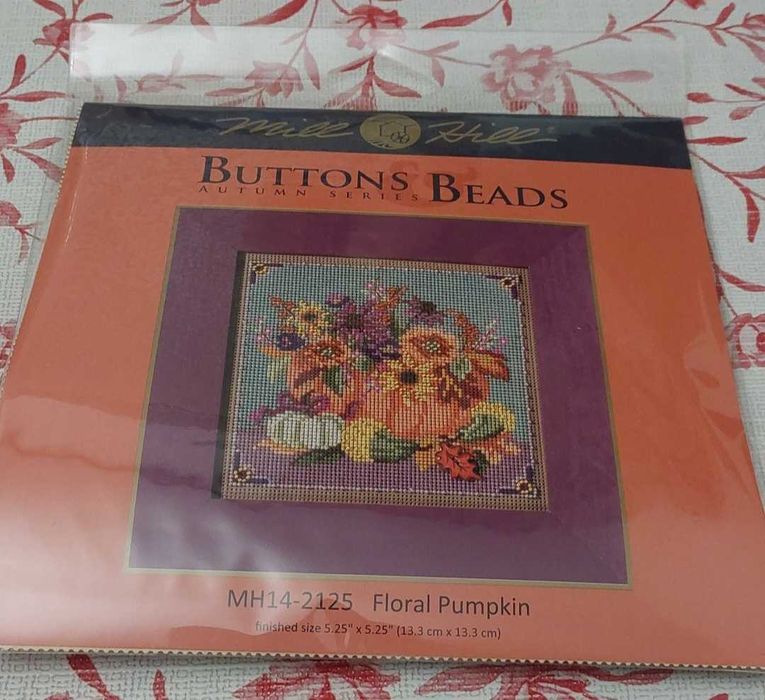 Mill Hill
BUTTONS BEADS
AUTUMN SERIES
MH14-2125 Floral Pumpkin
finished size 5.25" x 5.25" (13.3 cm x 13.3 cm)